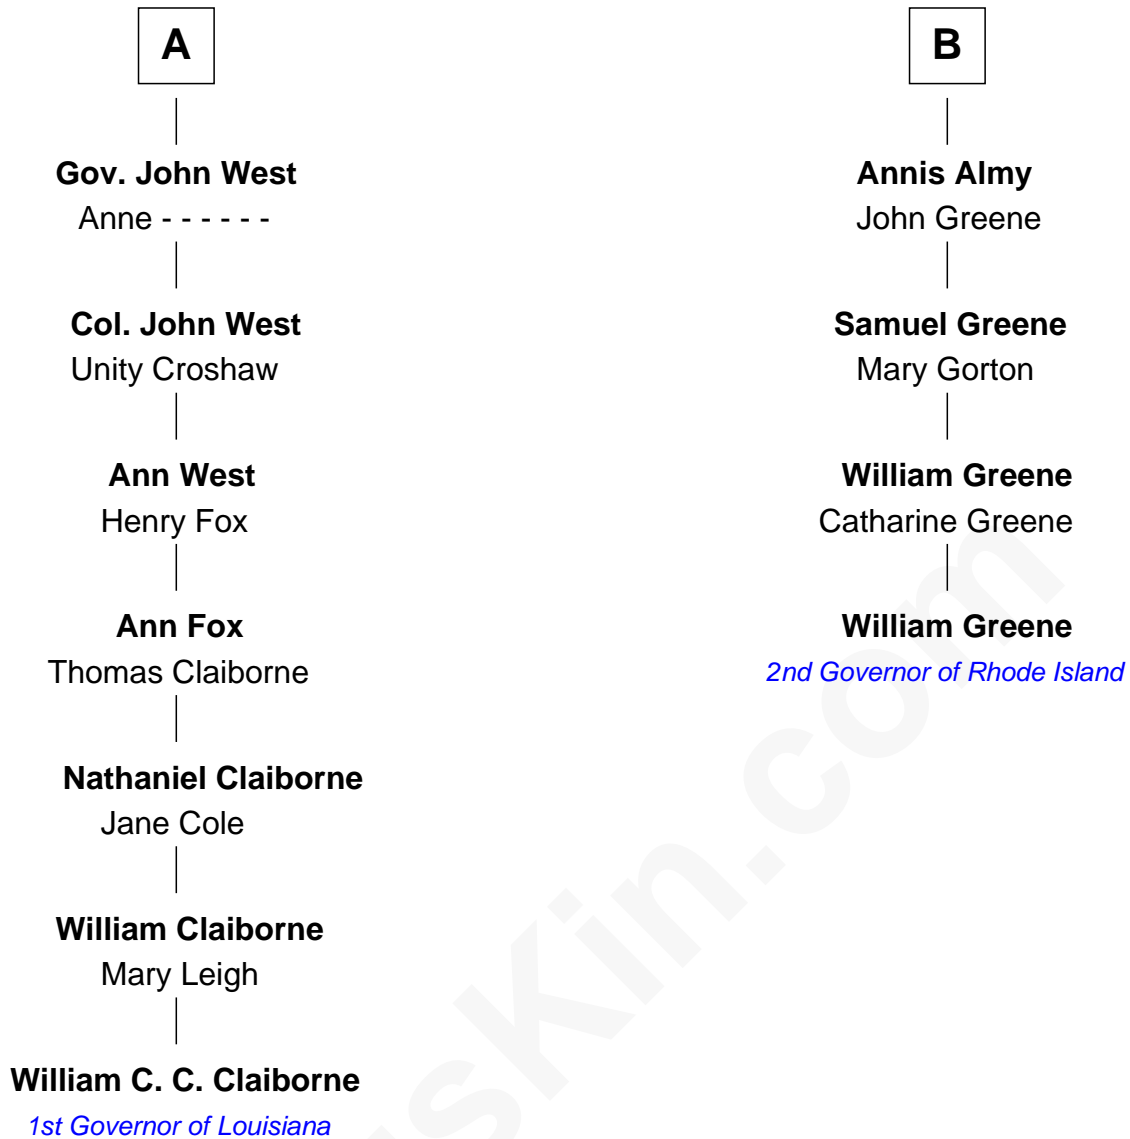 A
Gov. John West
Anne - - - - - -
Col. John West
Unity Croshaw
Ann West
Henry Fox
Ann Fox
Thomas Claiborne
Nathaniel Claiborne
Jane Cole
William Claiborne
Mary Leigh
William C. C. Claiborne
1st Governor of Louisiana
B
Annis Almy
John Greene
Samuel Greene
Mary Gorton
William Greene
Catharine Greene
William Greene
2nd Governor of Rhode Island
sKin.com